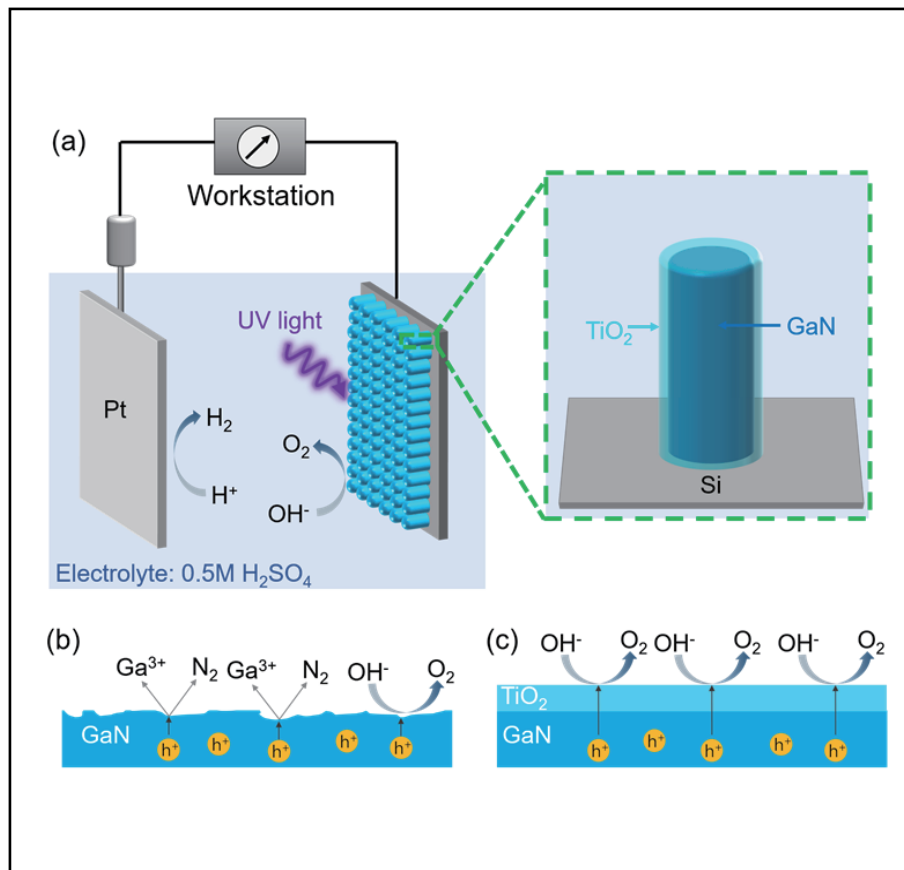 (a)
Workstation
UV light
Pt
H₂
H⁺
O₂
OH⁻
Electrolyte: 0.5M H₂SO₄
TiO₂
GaN
Si
(b)
Ga³⁺ N₂ Ga³⁺ N₂ OH⁻ O₂
GaN
h⁺ h⁺ h⁺ h⁺ h⁺
(c)
OH⁻ O₂ OH⁻ O₂ OH⁻ O₂
TiO₂
GaN
h⁺ h⁺ h⁺ h⁺ h⁺